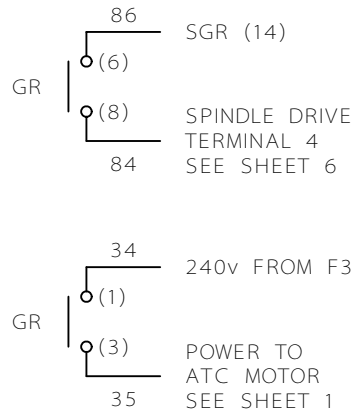 86
SGR (14)
(6)
GR
(8)
SPINDLE DRIVE
TERMINAL 4
84
SEE SHEET 6
34
240v FROM F3
(1)
GR
(3)
POWER TO
ATC MOTOR
35
SEE SHEET 1